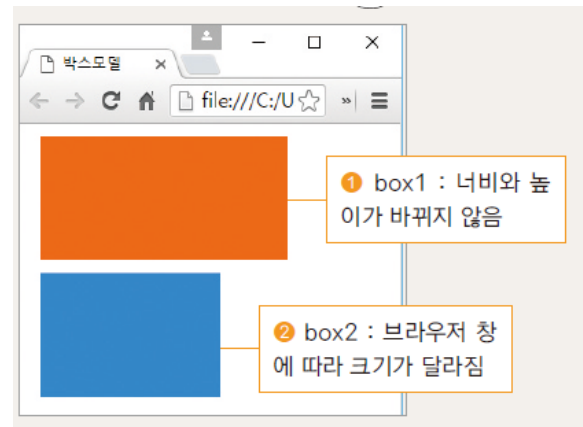 박스모델
file:///C:/U
»
❶ box1 : 너비와 높
이가 바뀌지 않음
❷ box2 : 브라우저 창
에 따라 크기가 달라짐